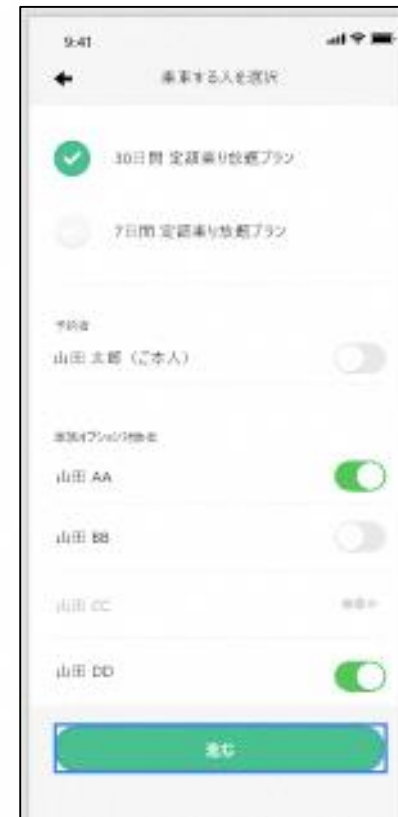 9:41
乗車する人を選択
30日間 定額乗り放題プラン
7日間 定額乗り放題プラン
予約者
山田 太郎（ご本人）
山田 AA
山田 BB
山田 CC
山田 DD
進む